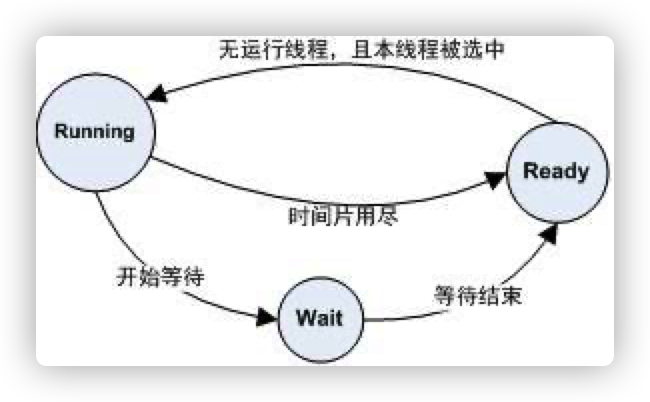 无运行线程，且本线程被选中
Running
Ready
时间片用尽
开始等待
等待结束
Wait